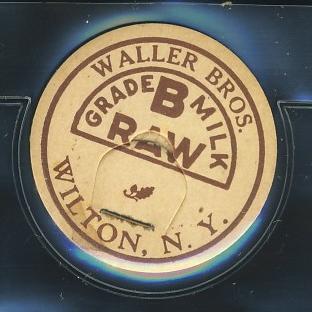 WALLER BROS.
GRADE B MILK
RAW
WILTON, N. Y.